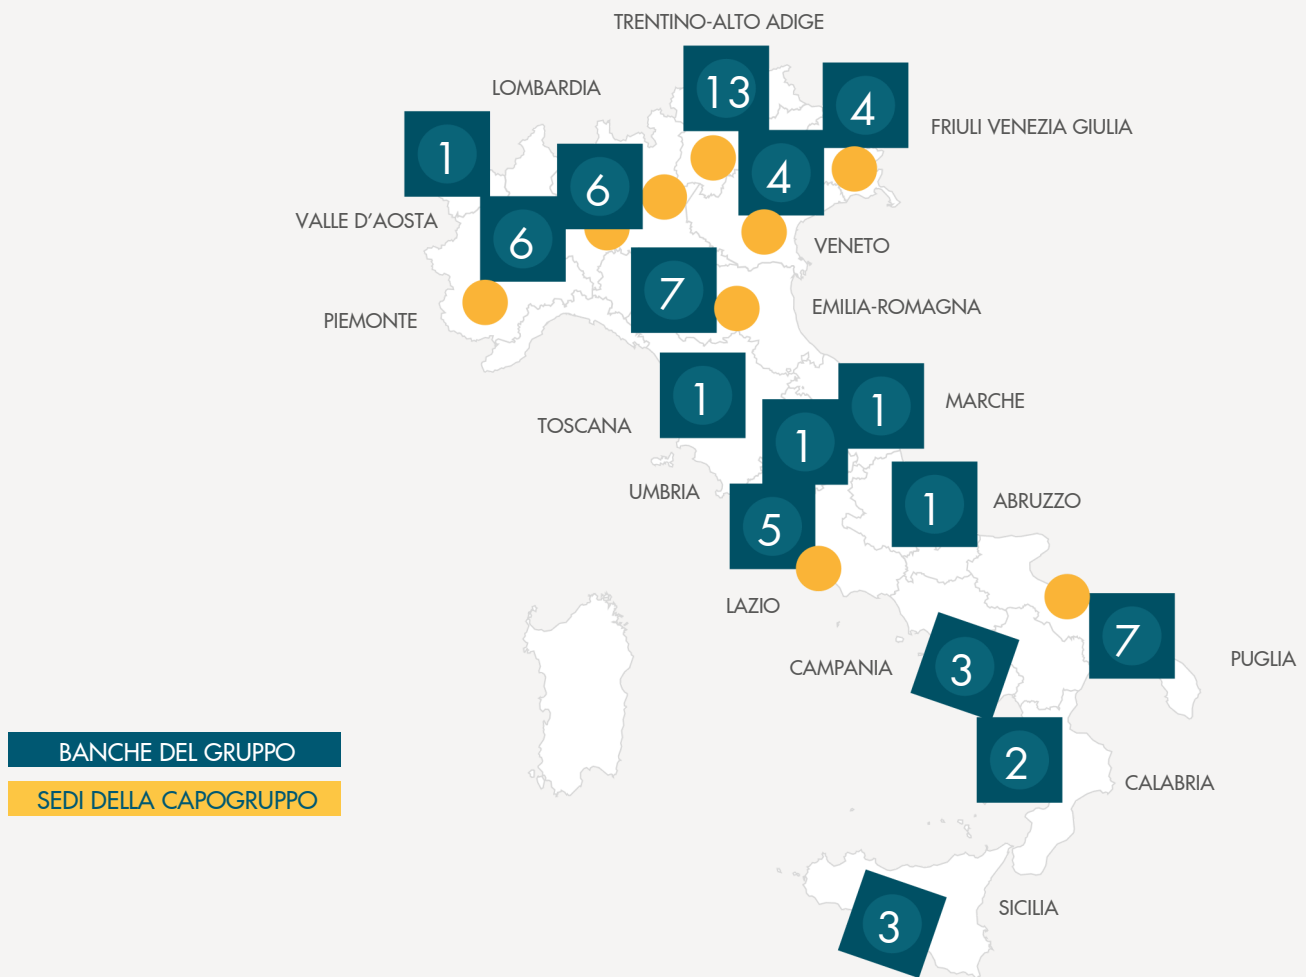 TRENTINO-ALTO ADIGE
13
LOMBARDIA
4
FRIULI VENEZIA GIULIA
1
6
4
VALLE D'AOSTA
6
VENETO
7
EMILIA-ROMAGNA
PIEMONTE
1
MARCHE
1
TOSCANA
1
UMBRIA
1
ABRUZZO
5
LAZIO
7
PUGLIA
CAMPANIA
3
BANCHE DEL GRUPPO
2
CALABRIA
SEDI DELLA CAPOGRUPPO
SICILIA
3